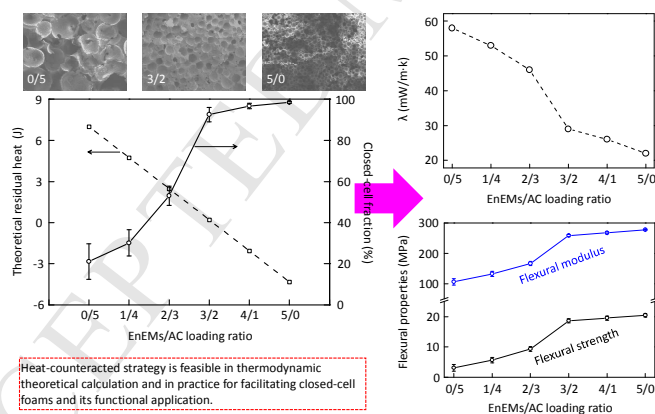 0/5
3/2
5/0
9
6
3
0
-3
-6
Theoretical residual heat (J)
100
80
60
40
20
0
Closed-cell fraction (%)
0/5 1/4 2/3 3/2 4/1 5/0
EnEMs/AC loading ratio
Heat-counteracted strategy is feasible in thermodynamic
theoretical calculation and in practice for facilitating closed-cell
foams and its functional application.
60
50
40
30
20
λ (mW/m·k)
0/5 1/4 2/3 3/2 4/1 5/0
EnEMs/AC loading ratio
300
200
100
20
10
0
Flexural properties (MPa)
Flexural modulus
Flexural strength
0/5 1/4 2/3 3/2 4/1 5/0
EnEMs/AC loading ratio